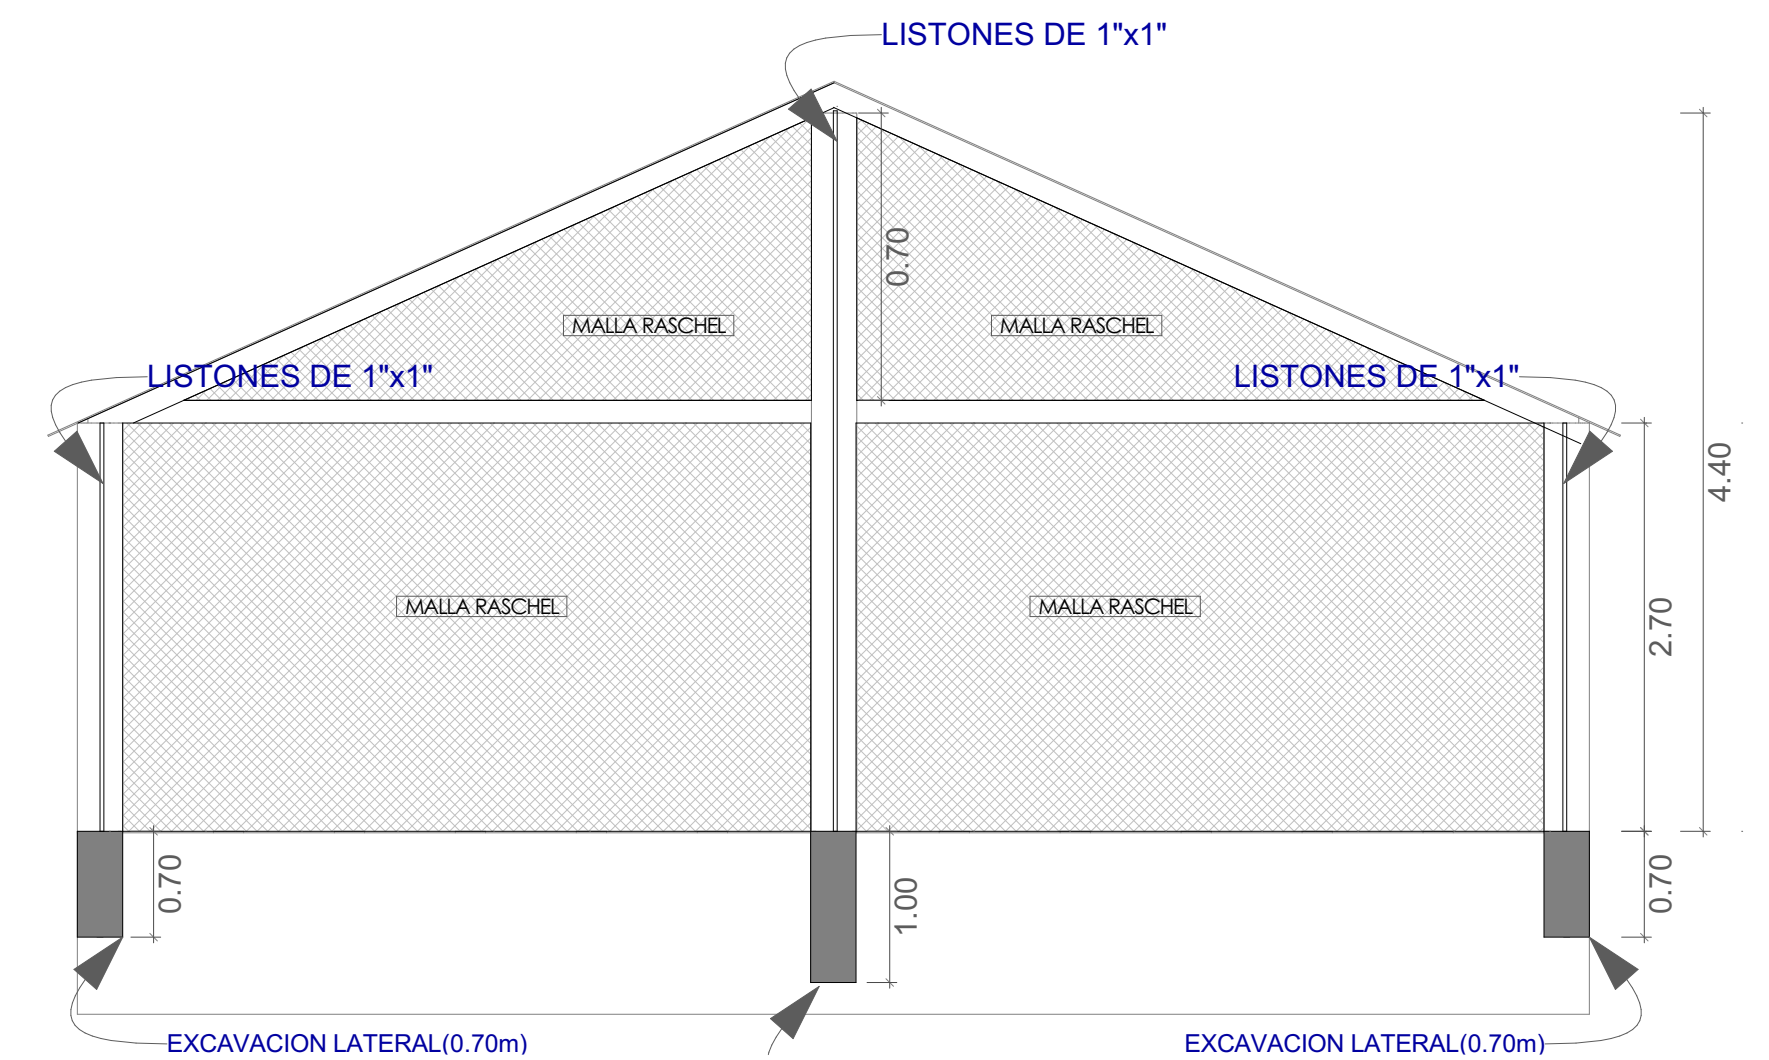 LISTONES DE 1"x1"
0.70
MALLA RASCHEL
MALLA RASCHEL
LISTONES DE 1"x1"
LISTONES DE 1"x1"
4.40
MALLA RASCHEL
MALLA RASCHEL
2.70
0.70
1.00
0.70
EXCAVACION LATERAL(0.70m)
EXCAVACION LATERAL(0.70m)